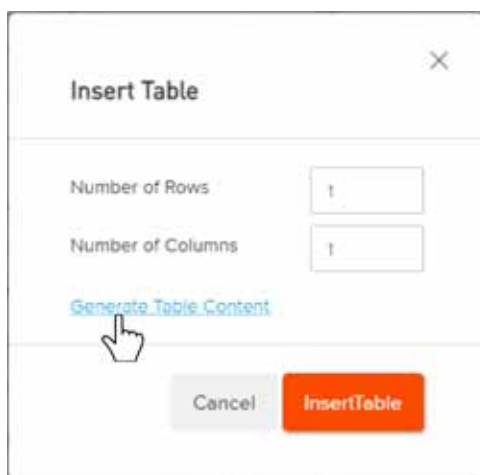 Insert Table
Number of Rows 1
Number of Columns 1
Generate Table Content
Cancel InsertTable